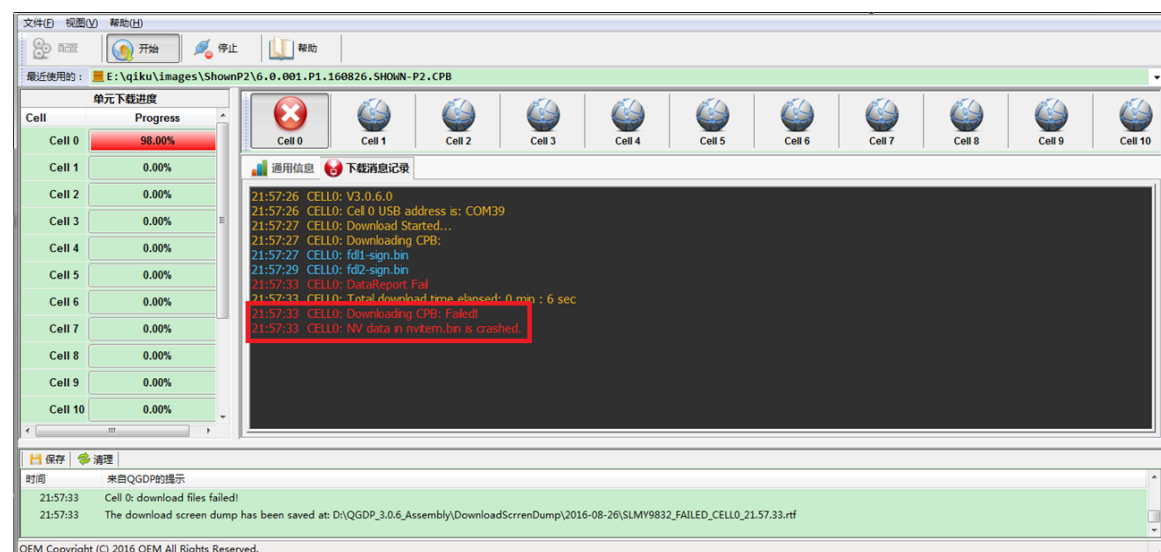 文件(F) 视图(V) 帮助(H)
配置 开始 停止 帮助
最近使用的： E:\qiku\images\ShownP2\6.0.001.P1.160826.SHOWN-P2.CPB
单元下载进度
Cell Progress
Cell 0 98.00%
Cell 1 0.00%
Cell 2 0.00%
Cell 3 0.00%
Cell 4 0.00%
Cell 5 0.00%
Cell 6 0.00%
Cell 7 0.00%
Cell 8 0.00%
Cell 9 0.00%
Cell 10 0.00%
Cell 0 Cell 1 Cell 2 Cell 3 Cell 4 Cell 5 Cell 6 Cell 7 Cell 8 Cell 9 Cell 10
通用信息 下载消息记录
21:57:26 CELL0: V3.0.6.0
21:57:26 CELL0: Cell 0 USB address is: COM39
21:57:27 CELL0: Download Started...
21:57:27 CELL0: Downloading CPB:
21:57:27 CELL0: fdl1-sign.bin
21:57:29 CELL0: fdl2-sign.bin
21:57:33 CELL0: DataReport Fail
21:57:33 CELL0: Total download time elapsed: 0 min : 6 sec
21:57:33 CELL0: Downloading CPB: Failed!
21:57:33 CELL0: NV data in nvitem.bin is crashed.
保存 清理
时间 来自QGDP的提示
21:57:33 Cell 0: download files failed!
21:57:33 The download screen dump has been saved at: D:\QGDP_3.0.6_Assembly\DownloadScrrenDump\2016-08-26\SLMY9832_FAILED_CELL0_21.57.33.rtf
OEM Copyright (C) 2016 OEM All Rights Reserved.